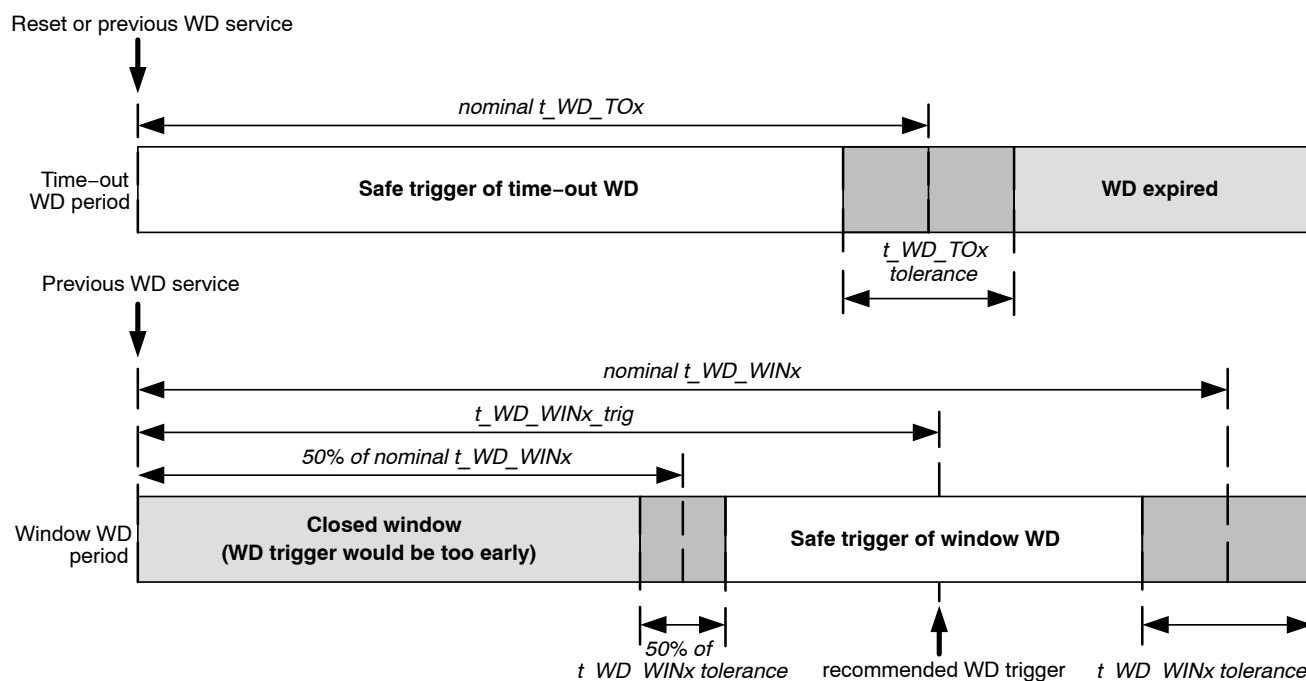 Reset or previous WD service
nominal t_WD_TOx
Time−out
WD period
Safe trigger of time−out WD
WD expired
t_WD_TOx
tolerance
Previous WD service
nominal t_WD_WINx
t_WD_WINx_trig
50% of nominal t_WD_WINx
Window WD
period
Closed window
(WD trigger would be too early)
Safe trigger of window WD
50% of
t_WD_WINx tolerance
recommended WD trigger
t_WD_WINx tolerance